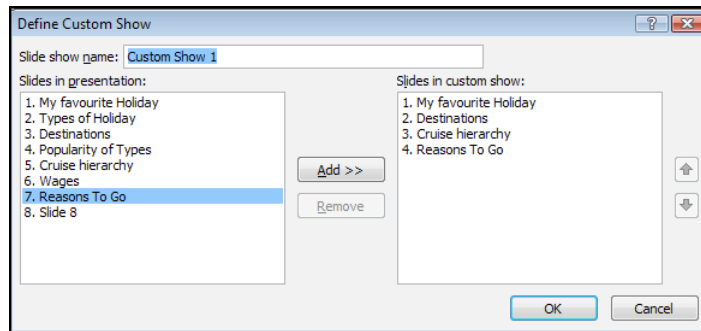 Define Custom Show
Slide show name: Custom Show 1
Slides in presentation:
1. My favourite Holiday
2. Types of Holiday
3. Destinations
4. Popularity of Types
5. Cruise hierarchy
6. Wages
7. Reasons To Go
8. Slide 8
Add >>
Remove
Slides in custom show:
1. My favourite Holiday
2. Destinations
3. Cruise hierarchy
4. Reasons To Go
OK
Cancel